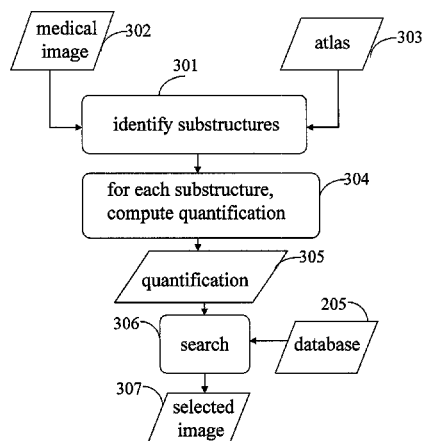 medical
image
302
atlas
303
301
identify substructures
for each substructure,
compute quantification
304
305
quantification
306
search
205
database
307
selected
image